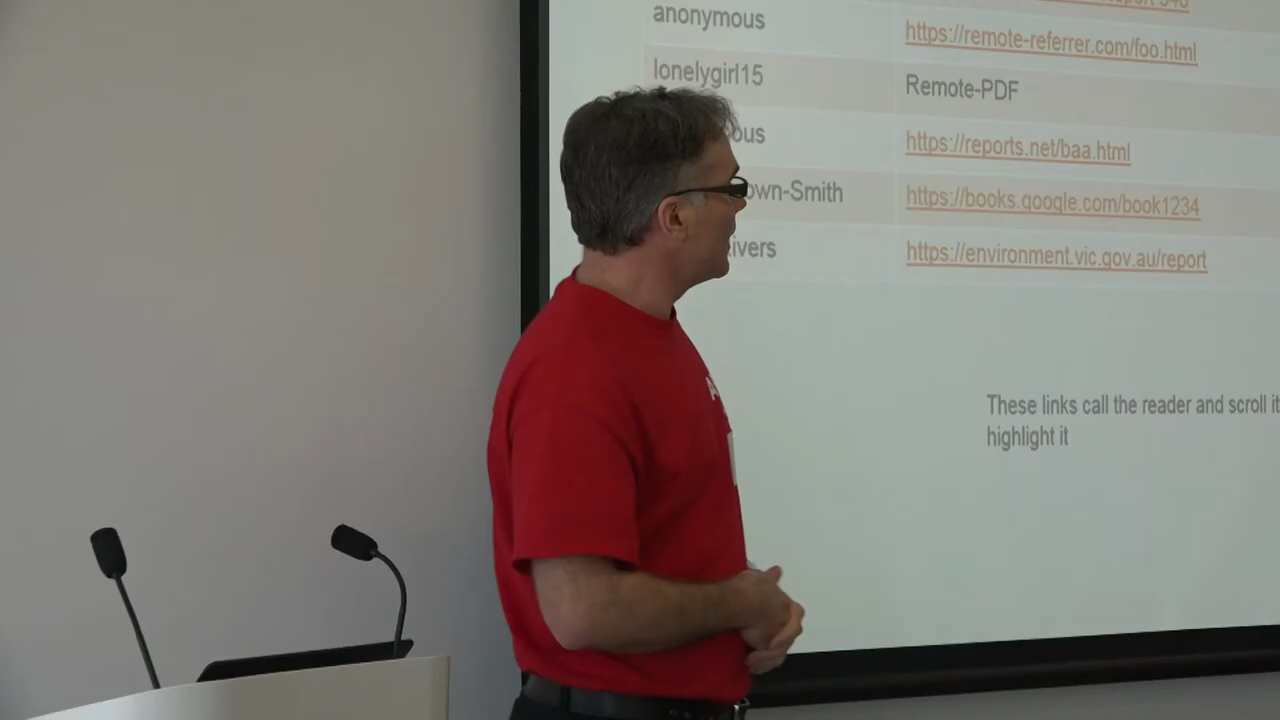 anonymous
https://remote-referrer.com/foo.html
lonelygirl15
Remote-PDF
ous
https://reports.net/baa.html
own-Smith
https://books.google.com/book1234
ivers
https://environment.vic.gov.au/report
These links call the reader and scroll it
highlight it